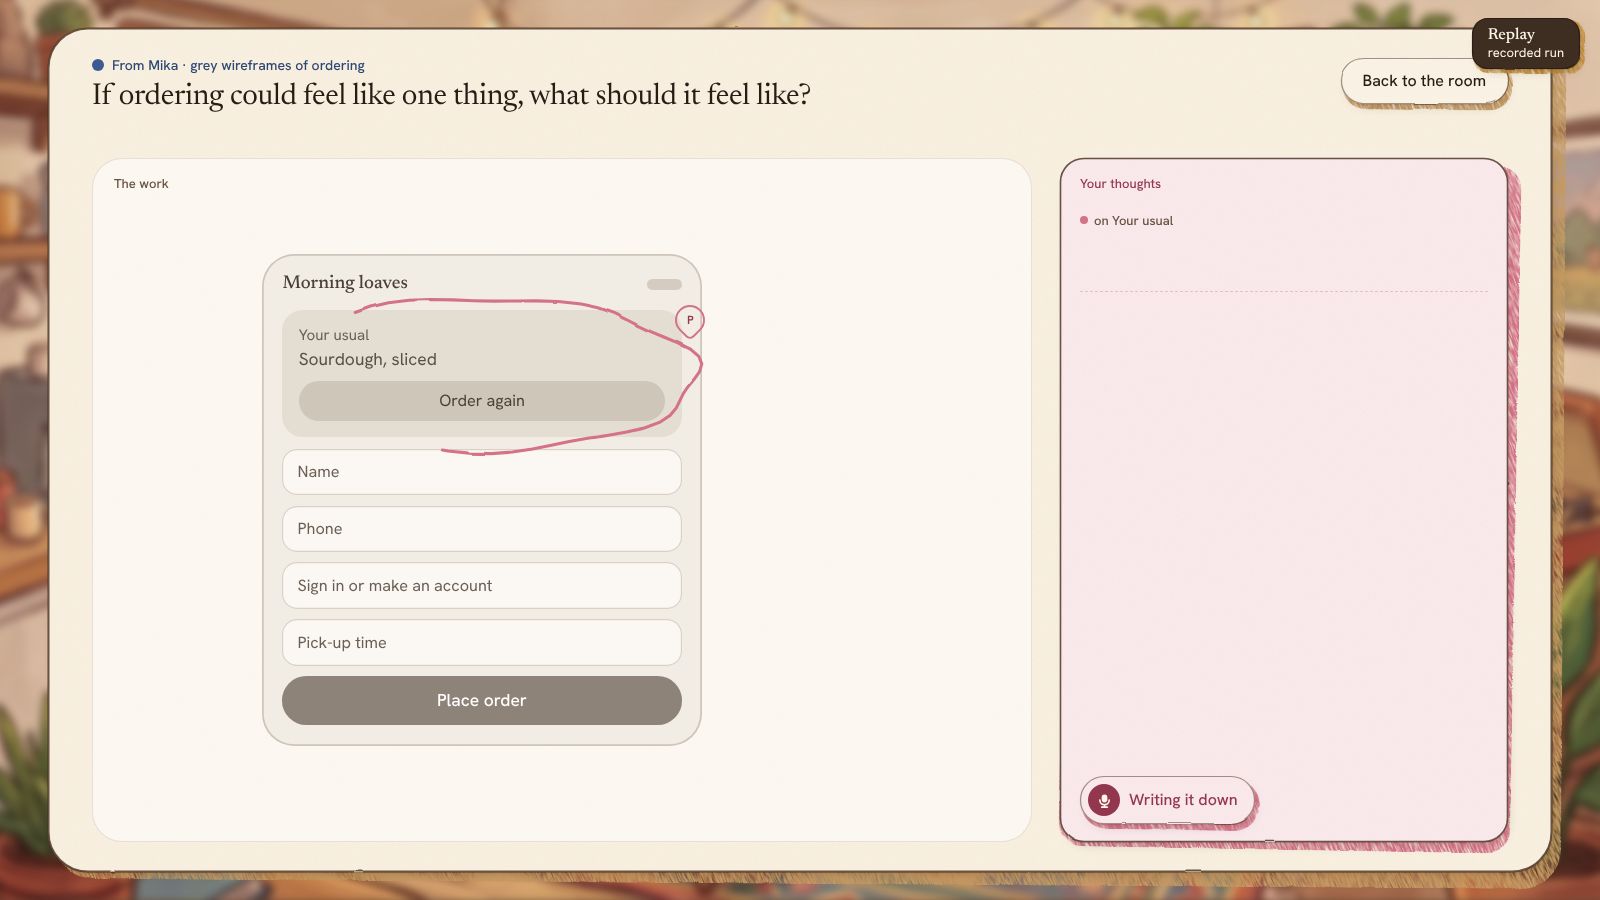 Replay
recorded run
From Mika · grey wireframes of ordering
If ordering could feel like one thing, what should it feel like?
Back to the room
The work
Morning loaves
P
Your usual
Sourdough, sliced
Order again
Name
Phone
Sign in or make an account
Pick-up time
Place order
Your thoughts
on Your usual
Writing it down